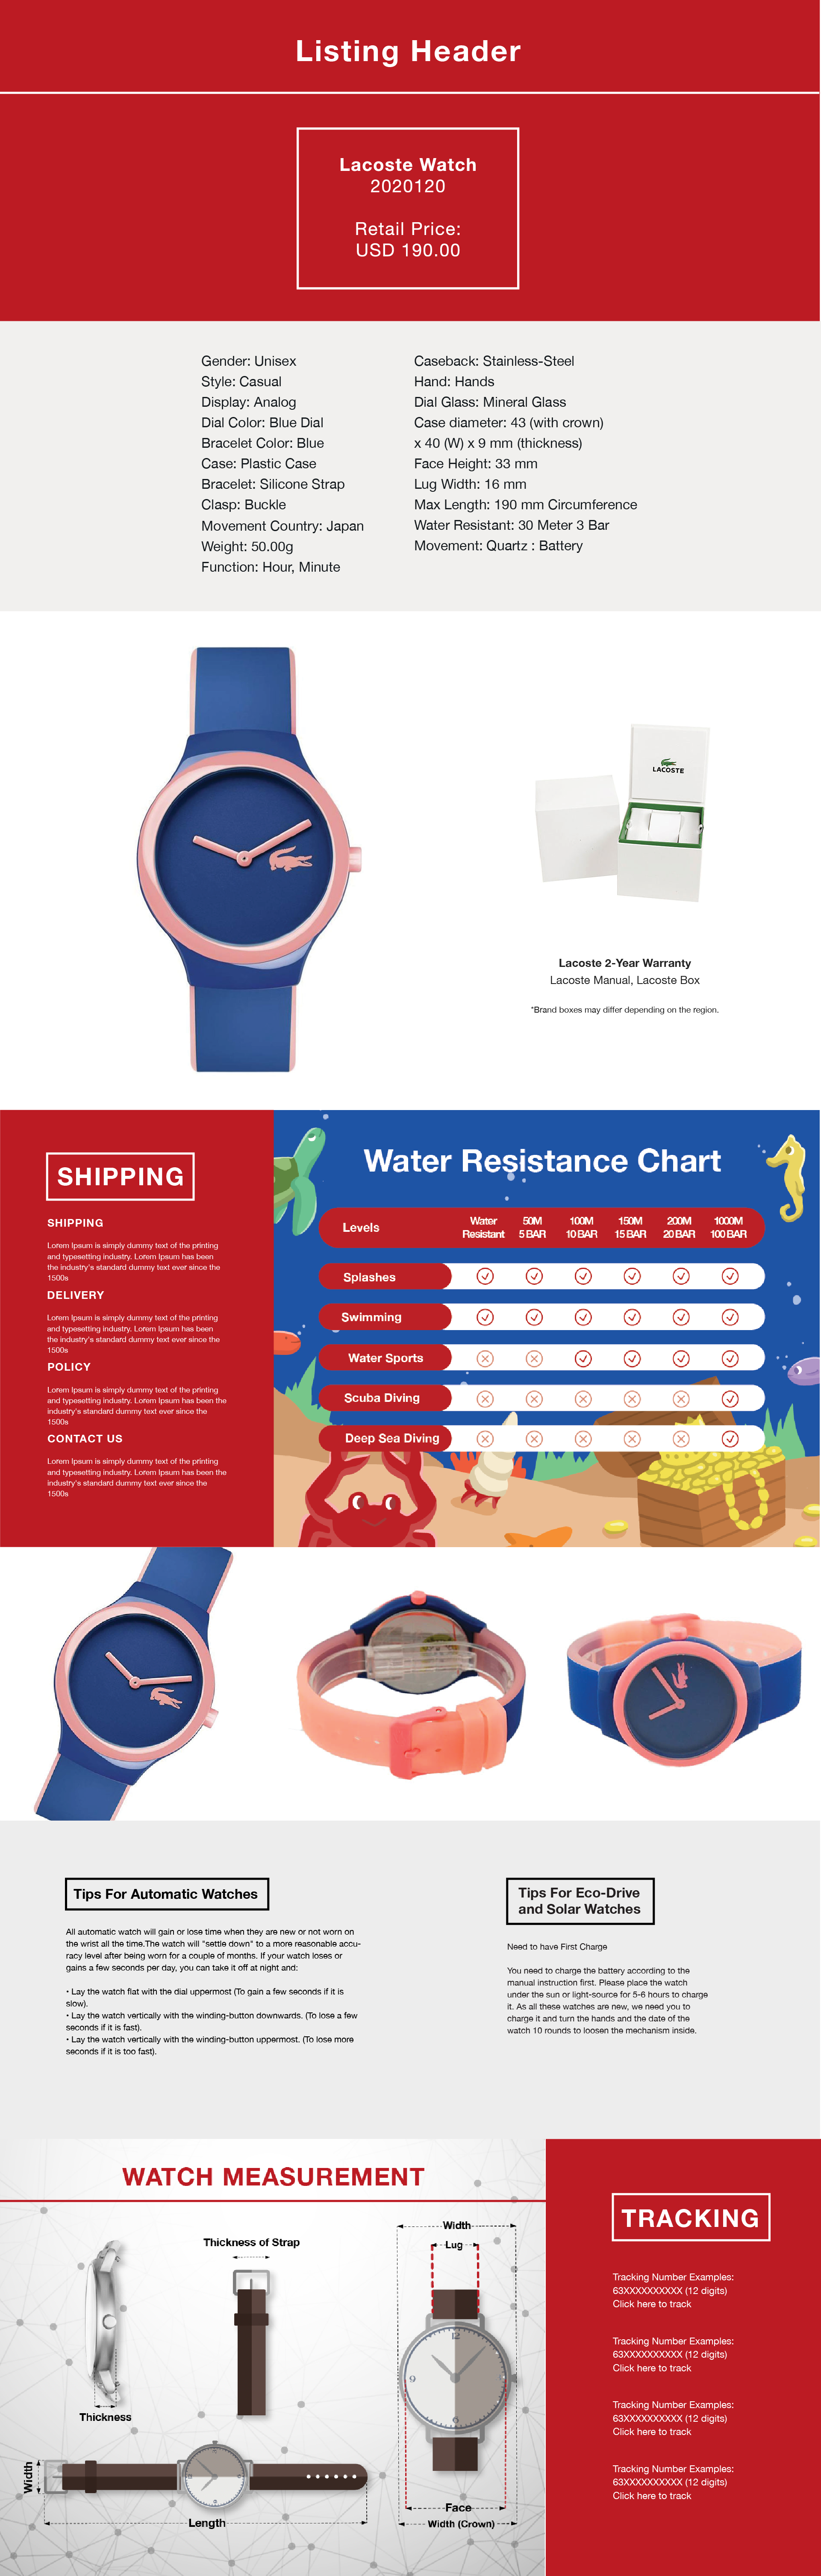 Listing Header
Lacoste Watch
2020120
Retail Price:
USD 190.00
Gender: Unisex
Style: Casual
Display: Analog
Dial Color: Blue Dial
Bracelet Color: Blue
Case: Plastic Case
Bracelet: Silicone Strap
Clasp: Buckle
Movement Country: Japan
Weight: 50.00g
Function: Hour, Minute
Caseback: Stainless-Steel
Hand: Hands
Dial Glass: Mineral Glass
Case diameter: 43 (with crown)
x 40 (W) x 9 mm (thickness)
Face Height: 33 mm
Lug Width: 16 mm
Max Length: 190 mm Circumference
Water Resistant: 30 Meter 3 Bar
Movement: Quartz : Battery
LACOSTE
Lacoste 2-Year Warranty
Lacoste Manual, Lacoste Box
*Brand boxes may differ depending on the region.
SHIPPING
SHIPPING
Lorem Ipsum is simply dummy text of the printing
and typesetting industry. Lorem Ipsum has been
the industry's standard dummy text ever since the
1500s
DELIVERY
Lorem Ipsum is simply dummy text of the printing
and typesetting industry. Lorem Ipsum has been
the industry's standard dummy text ever since the
1500s
POLICY
Lorem Ipsum is simply dummy text of the printing
and typesetting industry. Lorem Ipsum has been the
industry's standard dummy text ever since the
1500s
CONTACT US
Lorem Ipsum is simply dummy text of the printing
and typesetting industry. Lorem Ipsum has been the
industry's standard dummy text ever since the
1500s
Water Resistance Chart
Levels
Water Resistant
50M 5 BAR
100M 10 BAR
150M 15 BAR
200M 20 BAR
1000M 100 BAR
Splashes
Swimming
Water Sports
Scuba Diving
Deep Sea Diving
Tips For Automatic Watches
All automatic watch will gain or lose time when they are new or not worn on
the wrist all the time.The watch will "settle down" to a more reasonable accu-
racy level after being worn for a couple of months. If your watch loses or
gains a few seconds per day, you can take it off at night and:
• Lay the watch flat with the dial uppermost (To gain a few seconds if it is
slow).
• Lay the watch vertically with the winding-button downwards. (To lose a few
seconds if it is fast).
• Lay the watch vertically with the winding-button uppermost. (To lose more
seconds if it is too fast).
Tips For Eco-Drive
and Solar Watches
Need to have First Charge
You need to charge the battery according to the
manual instruction first. Please place the watch
under the sun or light-source for 5-6 hours to charge
it. As all these watches are new, we need you to
charge it and turn the hands and the date of the
watch 10 rounds to loosen the mechanism inside.
WATCH MEASUREMENT
Thickness
Thickness of Strap
Width
Lug
12
9
Face
Width (Crown)
Width
Length
TRACKING
Tracking Number Examples:
63XXXXXXXXXX (12 digits)
Click here to track
Tracking Number Examples:
63XXXXXXXXXX (12 digits)
Click here to track
Tracking Number Examples:
63XXXXXXXXXX (12 digits)
Click here to track
Tracking Number Examples:
63XXXXXXXXXX (12 digits)
Click here to track